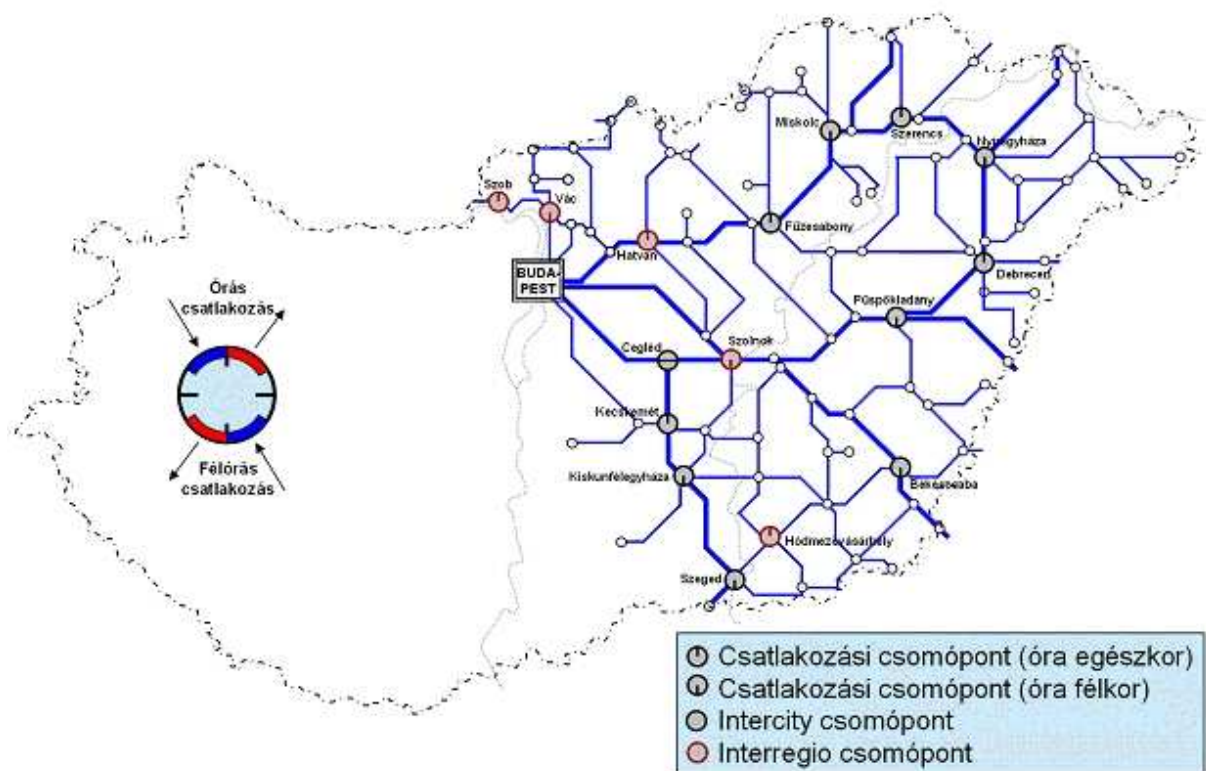 Miskolc
Szerencs
Nyíregyháza
Szob
Vác
Hatvan
Füzesabony
BUDA-
PEST
Debrecen
Püspökladány
Órás
csatlakozás
Cegléd
Szolnok
Kecskemét
Félórás
csatlakozás
Kiskunfélegyháza
Békéscsaba
Hódmezővásárhely
Szeged
Csatlakozási csomópont (óra egészkor)
Csatlakozási csomópont (óra félkor)
Intercity csomópont
Interregio csomópont